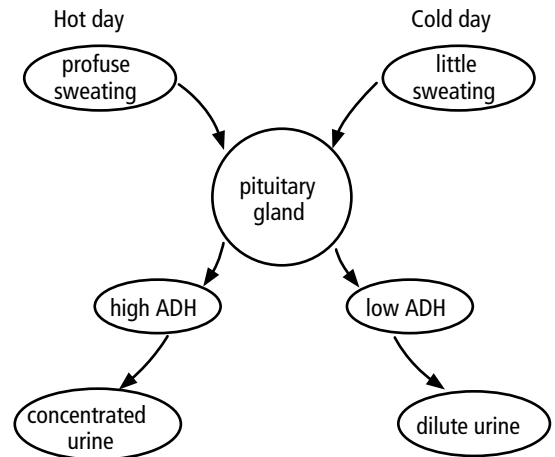 Hot day
Cold day
profuse
sweating
little
sweating
pituitary
gland
high ADH
low ADH
concentrated
urine
dilute urine